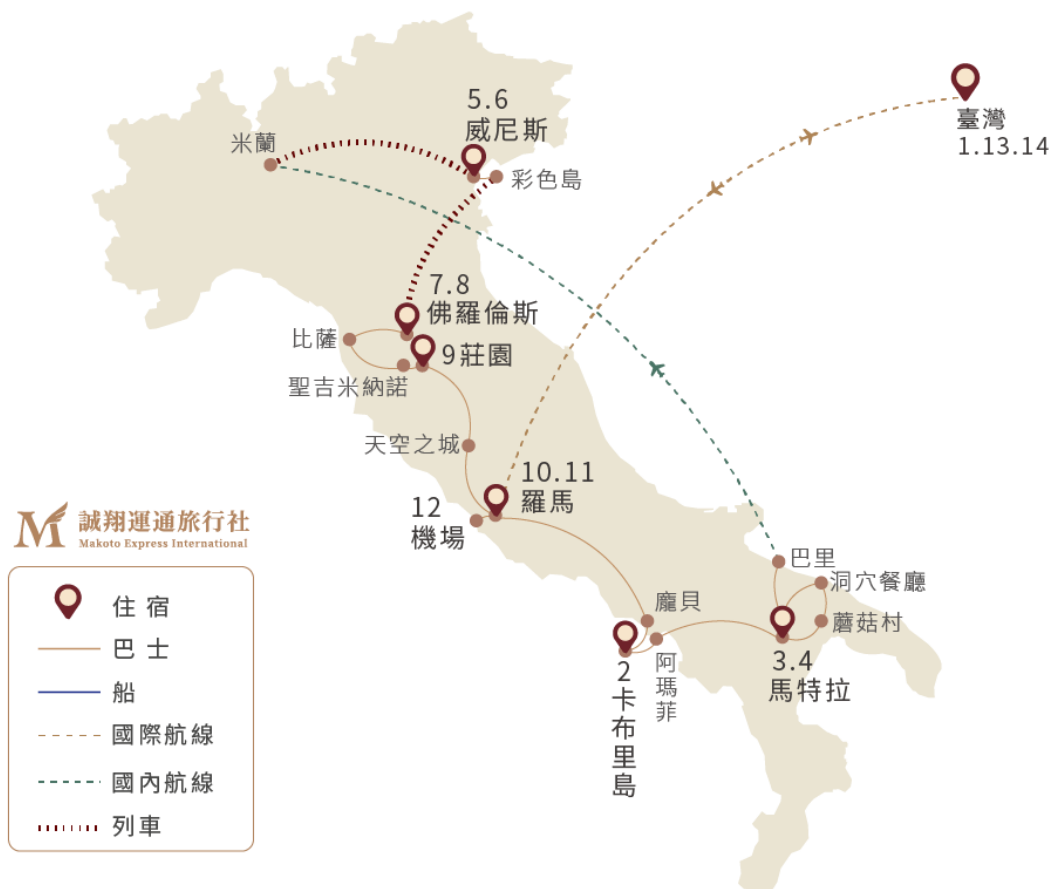 5.6
威尼斯
米蘭
彩色島
臺灣
1.13.14
7.8
佛羅倫斯
比薩
9莊園
聖吉米納諾
天空之城
10.11
羅馬
12
機場
巴里
洞穴餐廳
蘑菇村
3.4
馬特拉
龐貝
阿瑪菲
2
卡布里島
誠翔運通旅行社
Makoto Express International
住宿
巴士
船
國際航線
國內航線
列車